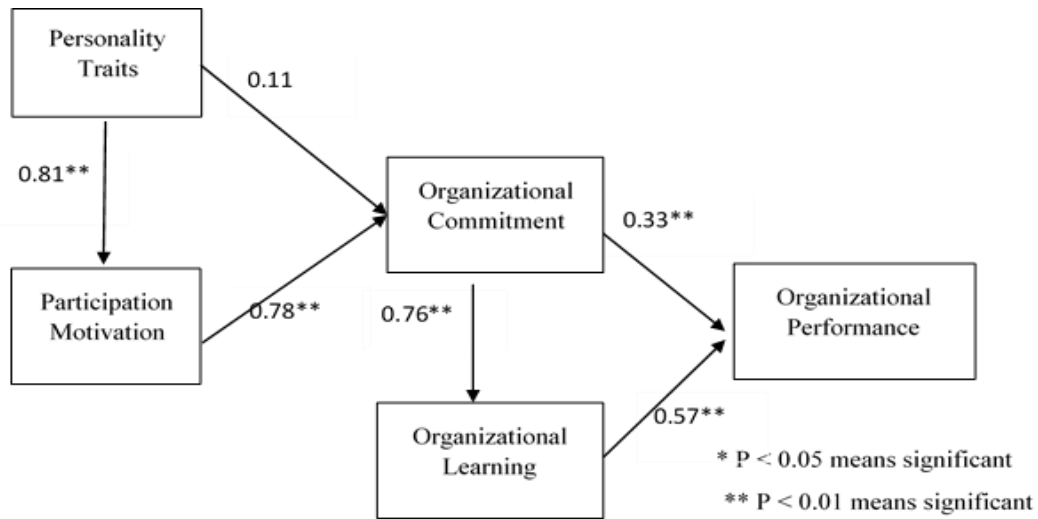 Personality
Traits
0.11
0.81**
Organizational
Commitment
0.33**
Participation
Motivation
0.78**
0.76**
Organizational
Performance
Organizational
Learning
0.57**
* P < 0.05 means significant
** P < 0.01 means significant